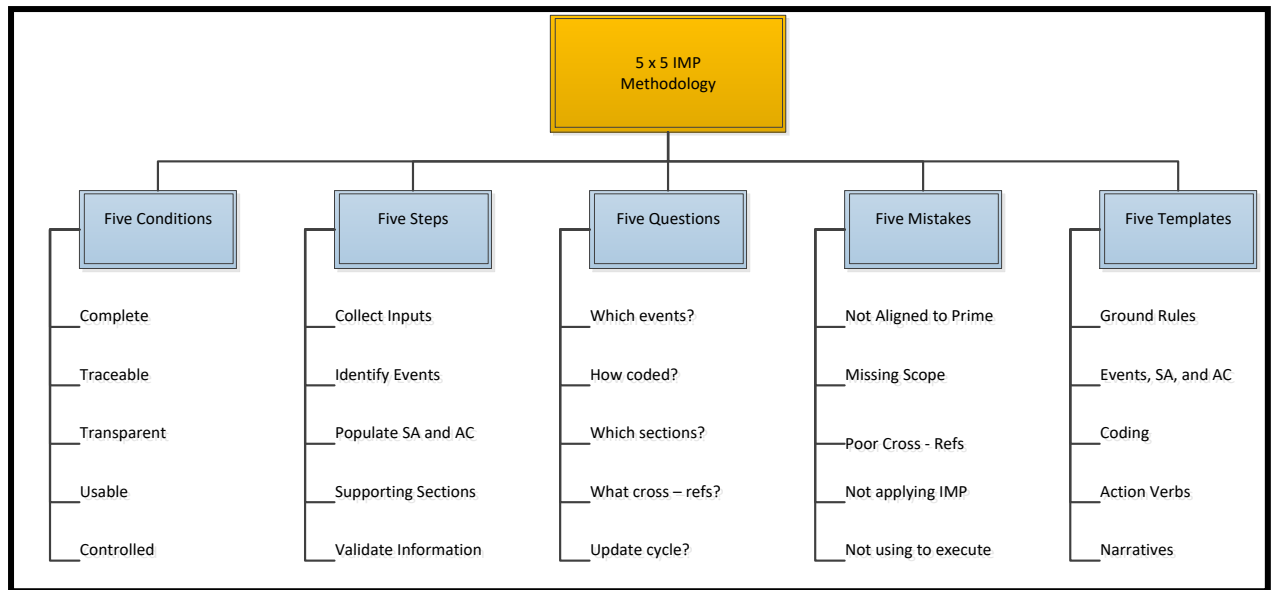 5 x 5 IMP
Methodology
Five Conditions
Complete
Traceable
Transparent
Usable
Controlled
Five Steps
Collect Inputs
Identify Events
Populate SA and AC
Supporting Sections
Validate Information
Five Questions
Which events?
How coded?
Which sections?
What cross – refs?
Update cycle?
Five Mistakes
Not Aligned to Prime
Missing Scope
Poor Cross - Refs
Not applying IMP
Not using to execute
Five Templates
Ground Rules
Events, SA, and AC
Coding
Action Verbs
Narratives